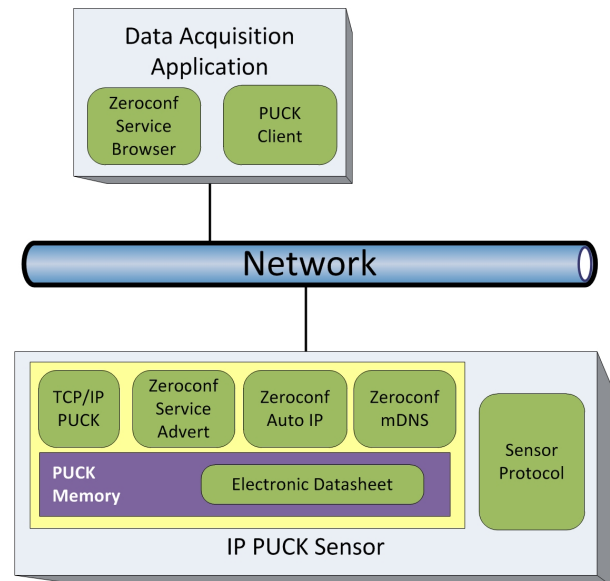 Data Acquisition
Application
Zeroconf
Service
Browser
PUCK
Client
Network
TCP/IP
PUCK
Zeroconf
Service
Advert
Zeroconf
Auto IP
Zeroconf
mDNS
Sensor
Protocol
PUCK
Memory
Electronic Datasheet
IP PUCK Sensor